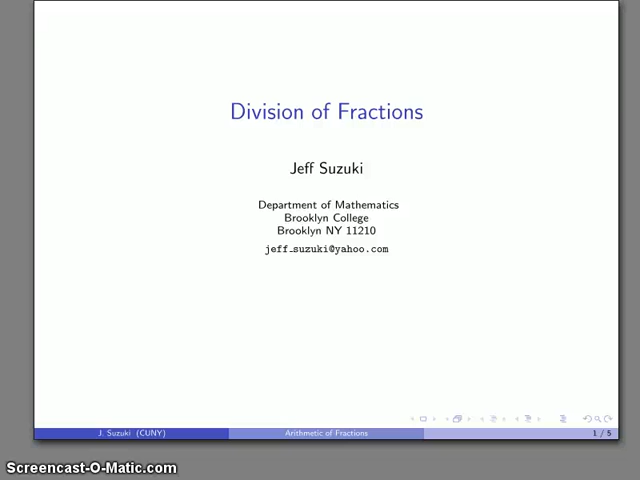 Division of Fractions
Jeff Suzuki
Department of Mathematics
Brooklyn College
Brooklyn NY 11210
jeff_suzuki@yahoo.com
J. Suzuki (CUNY)
Arithmetic of Fractions
1 / 5
Screencast-O-Matic.com